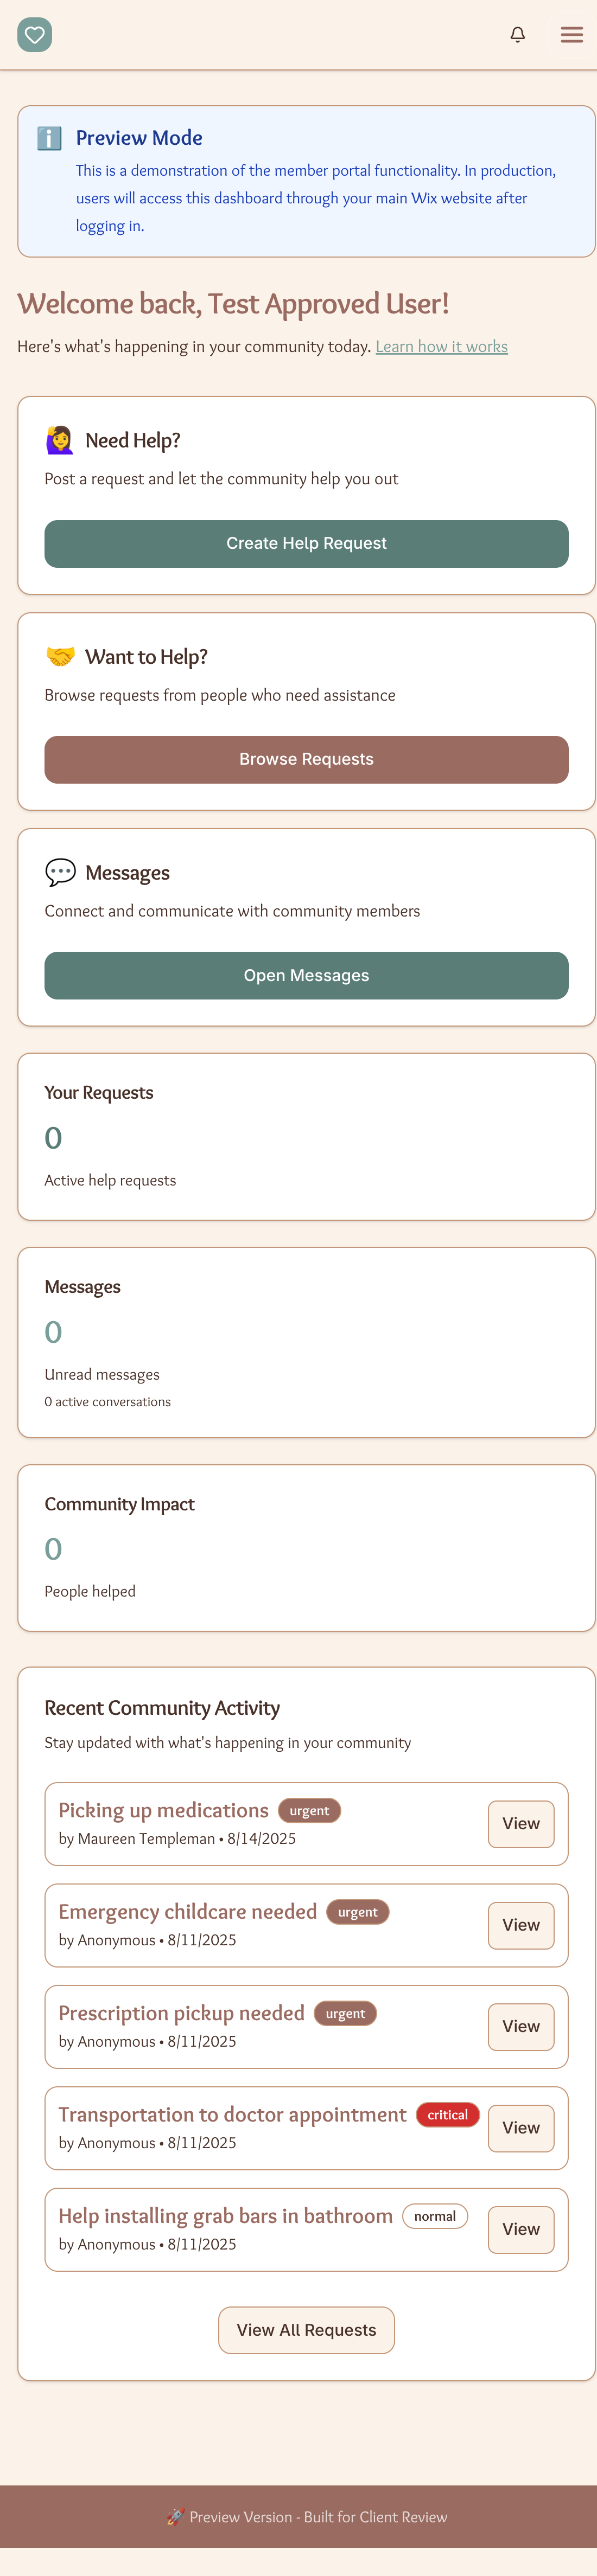 Preview Mode
This is a demonstration of the member portal functionality. In production,
users will access this dashboard through your main Wix website after
logging in.
Welcome back, Test Approved User!
Here's what's happening in your community today. Learn how it works
Need Help?
Post a request and let the community help you out
Create Help Request
Want to Help?
Browse requests from people who need assistance
Browse Requests
Messages
Connect and communicate with community members
Open Messages
Your Requests
0
Active help requests
Messages
0
Unread messages
0 active conversations
Community Impact
0
People helped
Recent Community Activity
Stay updated with what's happening in your community
Picking up medications urgent
by Maureen Templeman • 8/14/2025
View
Emergency childcare needed urgent
by Anonymous • 8/11/2025
View
Prescription pickup needed urgent
by Anonymous • 8/11/2025
View
Transportation to doctor appointment critical
by Anonymous • 8/11/2025
View
Help installing grab bars in bathroom normal
by Anonymous • 8/11/2025
View
View All Requests
🚀 Preview Version - Built for Client Review